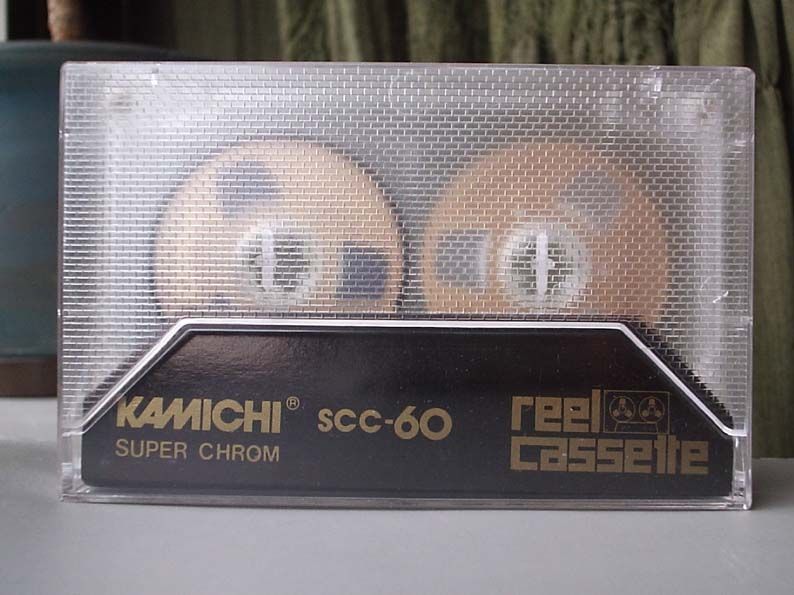 KAMICHI® SCC-60
SUPER CHROM
reel
cassette